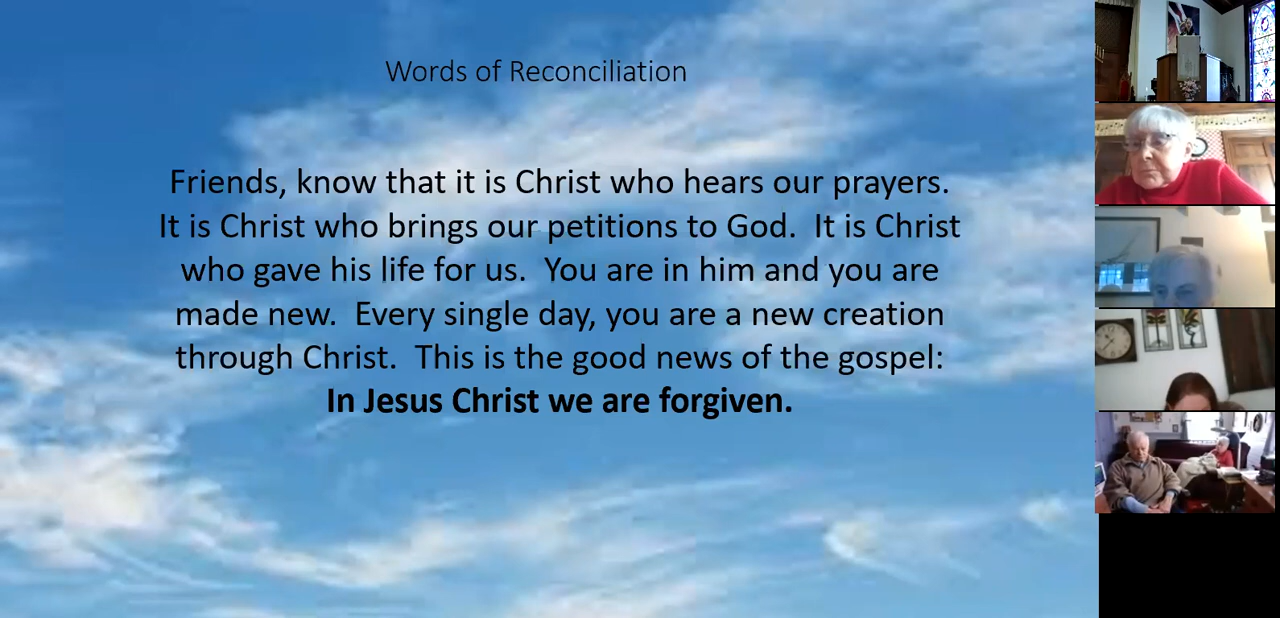 Words of Reconciliation
Friends, know that it is Christ who hears our prayers.
It is Christ who brings our petitions to God.  It is Christ
who gave his life for us.  You are in him and you are
made new.  Every single day, you are a new creation
through Christ.  This is the good news of the gospel:
In Jesus Christ we are forgiven.